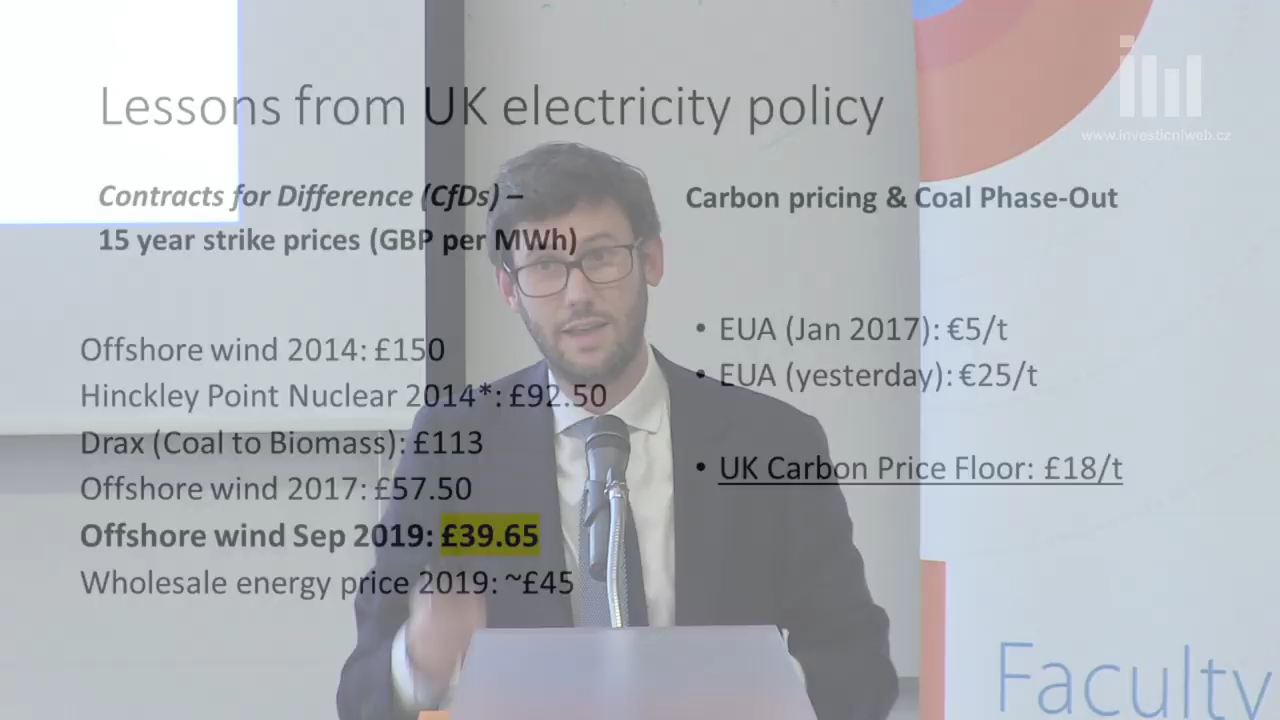 www.investicniweb.cz
Lessons from UK electricity policy
Contracts for Difference (CfDs) –
15 year strike prices (GBP per MWh)
Offshore wind 2014: £150
Hinckley Point Nuclear 2014*: £92.50
Drax (Coal to Biomass): £113
Offshore wind 2017: £57.50
Offshore wind Sep 2019: £39.65
Wholesale energy price 2019: ~£45
Carbon pricing & Coal Phase-Out
• EUA (Jan 2017): €5/t
• EUA (yesterday): €25/t
• UK Carbon Price Floor: £18/t
Faculty